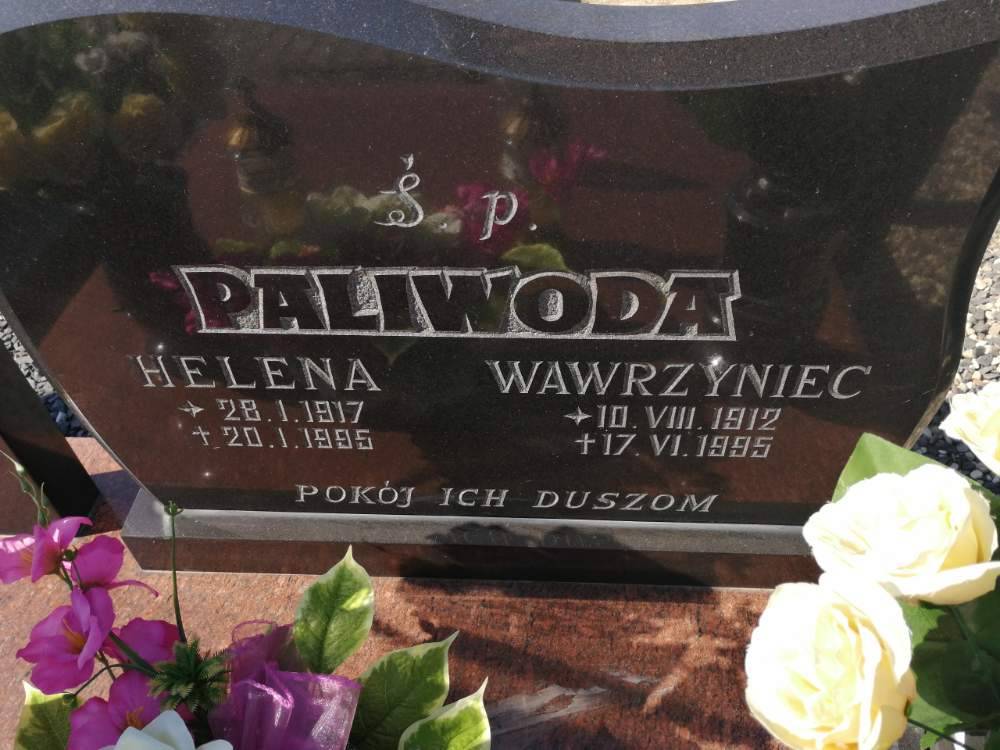 Ś. p.
PALIWODA
HELENA WAWRZYNIEC
28.I.1917 10.VIII.1912
20.I.1995 17.VI.1995
POKÓJ ICH DUSZOM